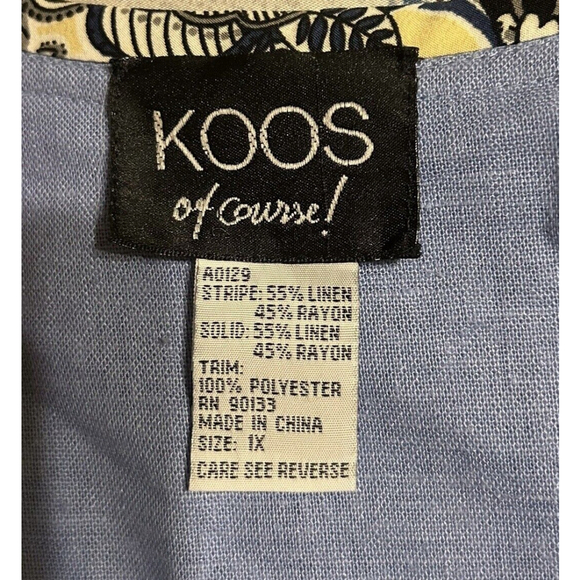 KOOS
of course!
A0129
STRIPE: 55% LINEN
45% RAYON
SOLID: 55% LINEN
45% RAYON
TRIM:
100% POLYESTER
RN 90133
MADE IN CHINA
SIZE: 1X
CARE SEE REVERSE